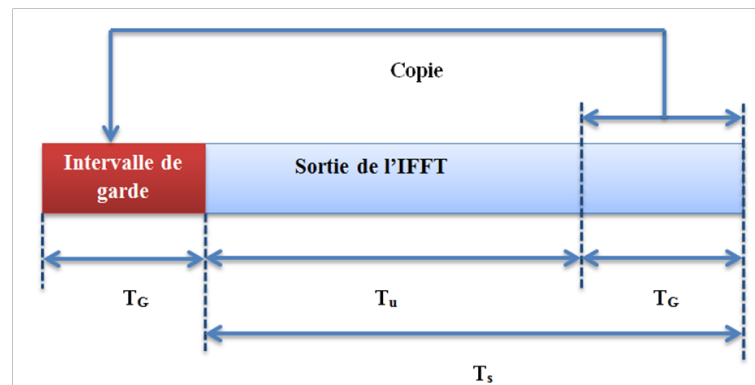 Copie
Intervalle de
garde
Sortie de l'IFFT
TG
Tu
TG
Ts